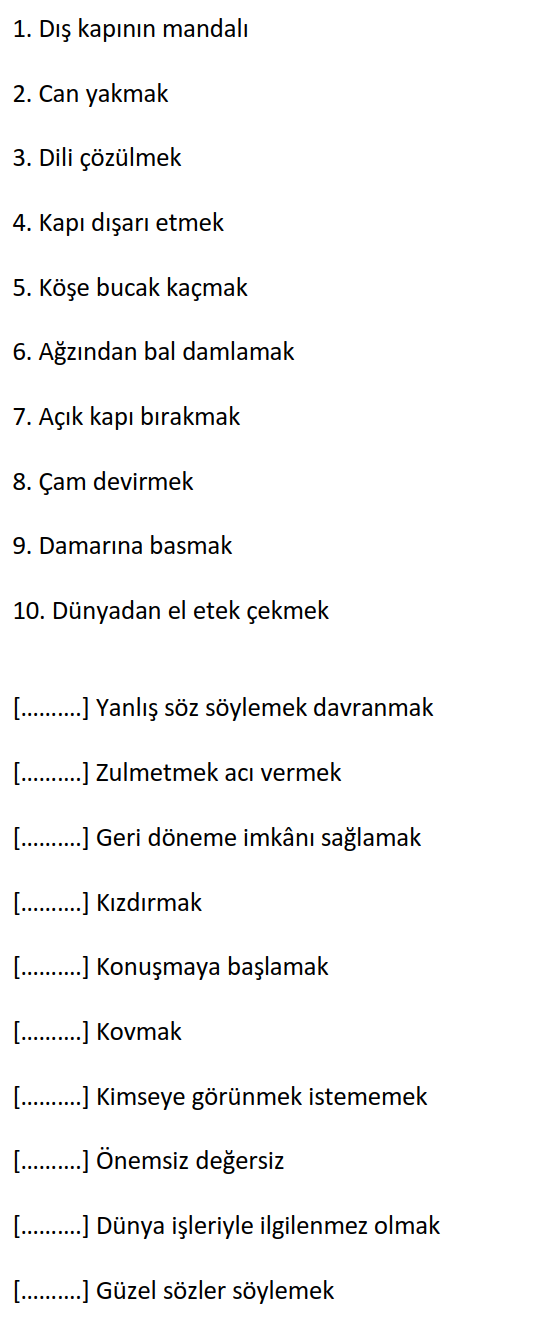 1. Dış kapının mandalı
2. Can yakmak
3. Dili çözülmek
4. Kapı dışarı etmek
5. Köşe bucak kaçmak
6. Ağzından bal damlamak
7. Açık kapı bırakmak
8. Çam devirmek
9. Damarına basmak
10. Dünyadan el etek çekmek
[..........] Yanlış söz söylemek davranmak
[..........] Zulmetmek acı vermek
[..........] Geri döneme imkânı sağlamak
[..........] Kızdırmak
[..........] Konuşmaya başlamak
[..........] Kovmak
[..........] Kimseye görünmek istememek
[..........] Önemsiz değersiz
[..........] Dünya işleriyle ilgilenmez olmak
[..........] Güzel sözler söylemek